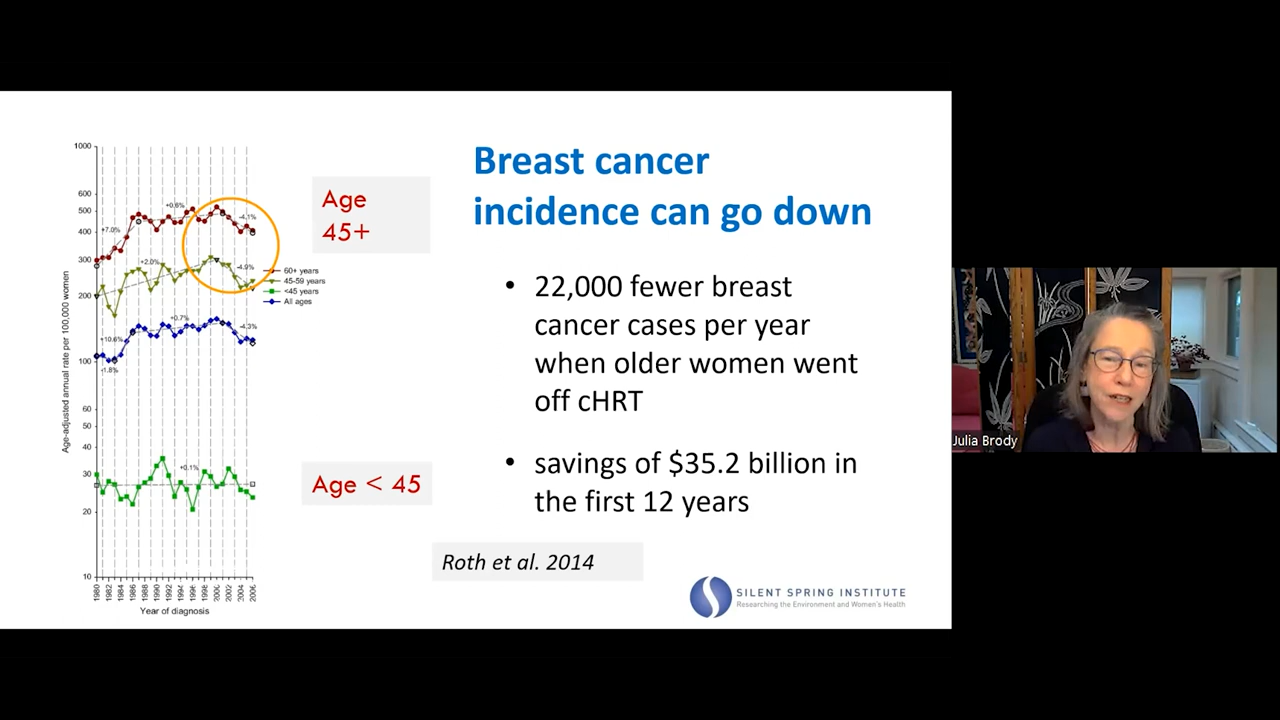 Breast cancer
incidence can go down
• 22,000 fewer breast
cancer cases per year
when older women went
off cHRT
• savings of $35.2 billion in
the first 12 years
Roth et al. 2014
SILENT SPRING INSTITUTE
Researching the Environment and Women's Health
Age
45+
Age < 45
Age-adjusted annual rate per 100,000 women
1000
600
500
400
300
200
100
60
50
40
30
20
10
+7.0%
+0.6%
-4.1%
+2.0%
-4.9%
+10.6%
-1.8%
+0.7%
-4.3%
+0.1%
60+ years
45-59 years
<45 years
All ages
1980 1982 1984 1986 1988 1990 1992 1994 1996 1998 2000 2002 2004 2006
Year of diagnosis
Julia Brody